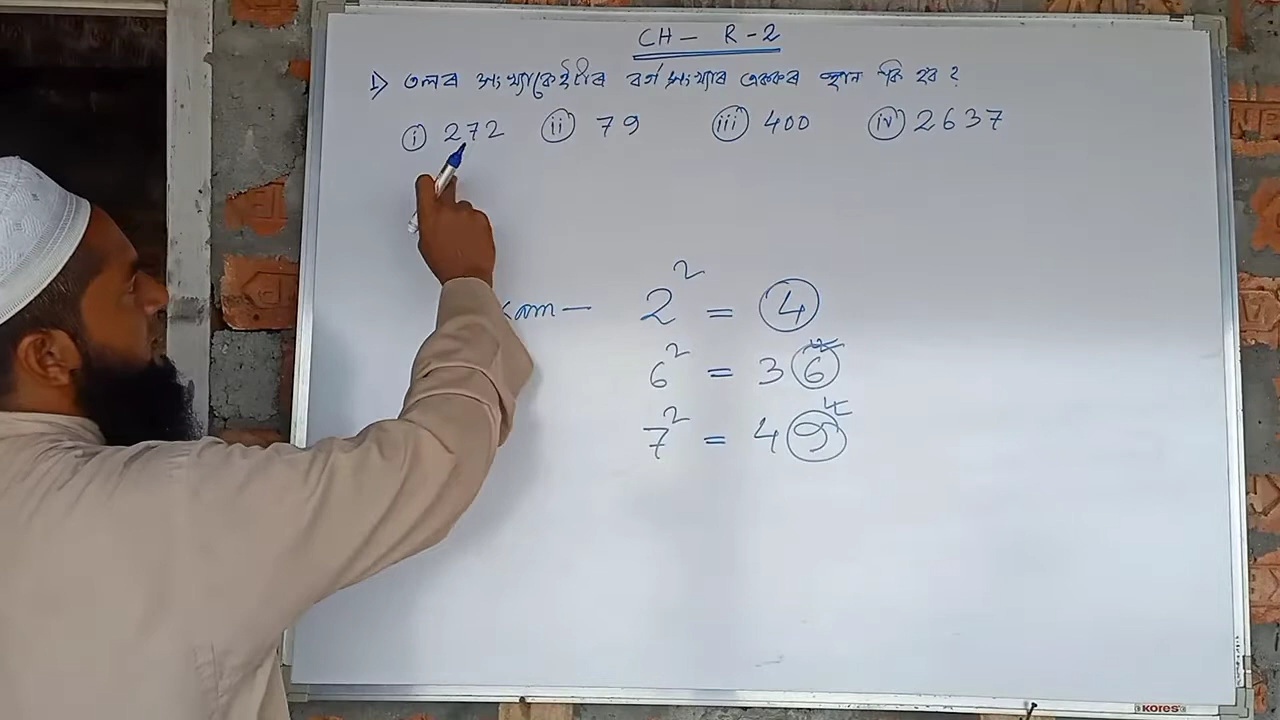 CH - R-2
1) তলৰ সংখ্যাকেইটাৰ বৰ্গ সংখ্যাৰ এককৰ স্থান কি হব ?
(i) 272 (ii) 79 (iii) 400 (iv) 2637
2² = 4
6² = 36
7² = 49
KORES